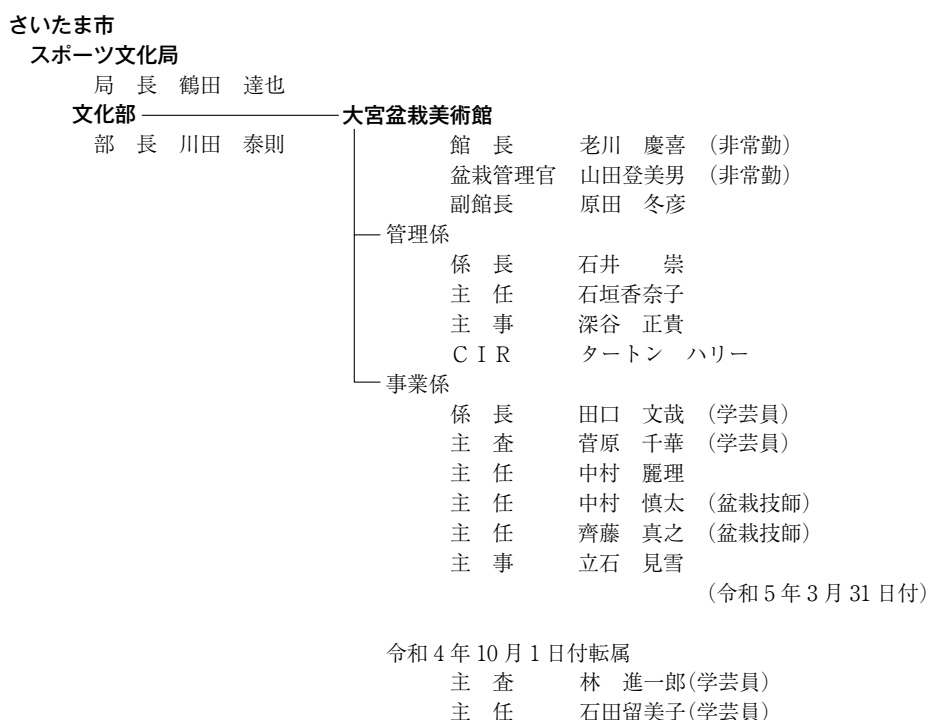 さいたま市
スポーツ文化局
局　長　鶴田　達也
文化部　大宮盆栽美術館
部　長　川田　泰則
館　長　老川　慶喜（非常勤）
盆栽管理官　山田登美男（非常勤）
副館長　原田　冬彦
管理係
係　長　石井　　崇
主　任　石垣香奈子
主　事　深谷　正貴
ＣＩＲ　タートン　ハリー
事業係
係　長　田口　文哉（学芸員）
主　査　菅原　千華（学芸員）
主　任　中村　麗理
主　任　中村　慎太（盆栽技師）
主　任　齊藤　真之（盆栽技師）
主　事　立石　見雪
（令和５年３月 31 日付）
令和４年 10 月１日付転属
主　査　林　進一郎(学芸員)
主　任　石田留美子(学芸員)